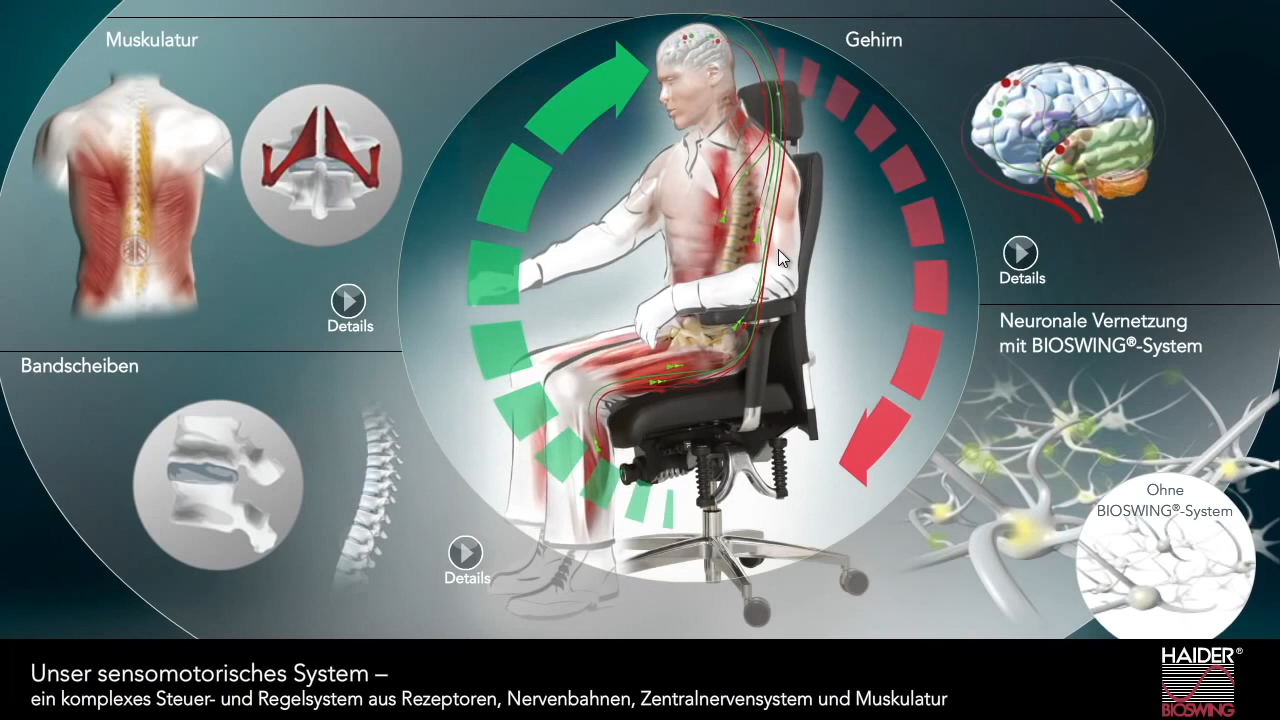 Muskulatur
Gehirn
Details
Details
Neuronale Vernetzung
mit BIOSWING®-System
Bandscheiben
Ohne
BIOSWING®-System
Details
Unser sensomotorisches System –
ein komplexes Steuer- und Regelsystem aus Rezeptoren, Nervenbahnen, Zentralnervensystem und Muskulatur
HAIDER®
BIOSWING